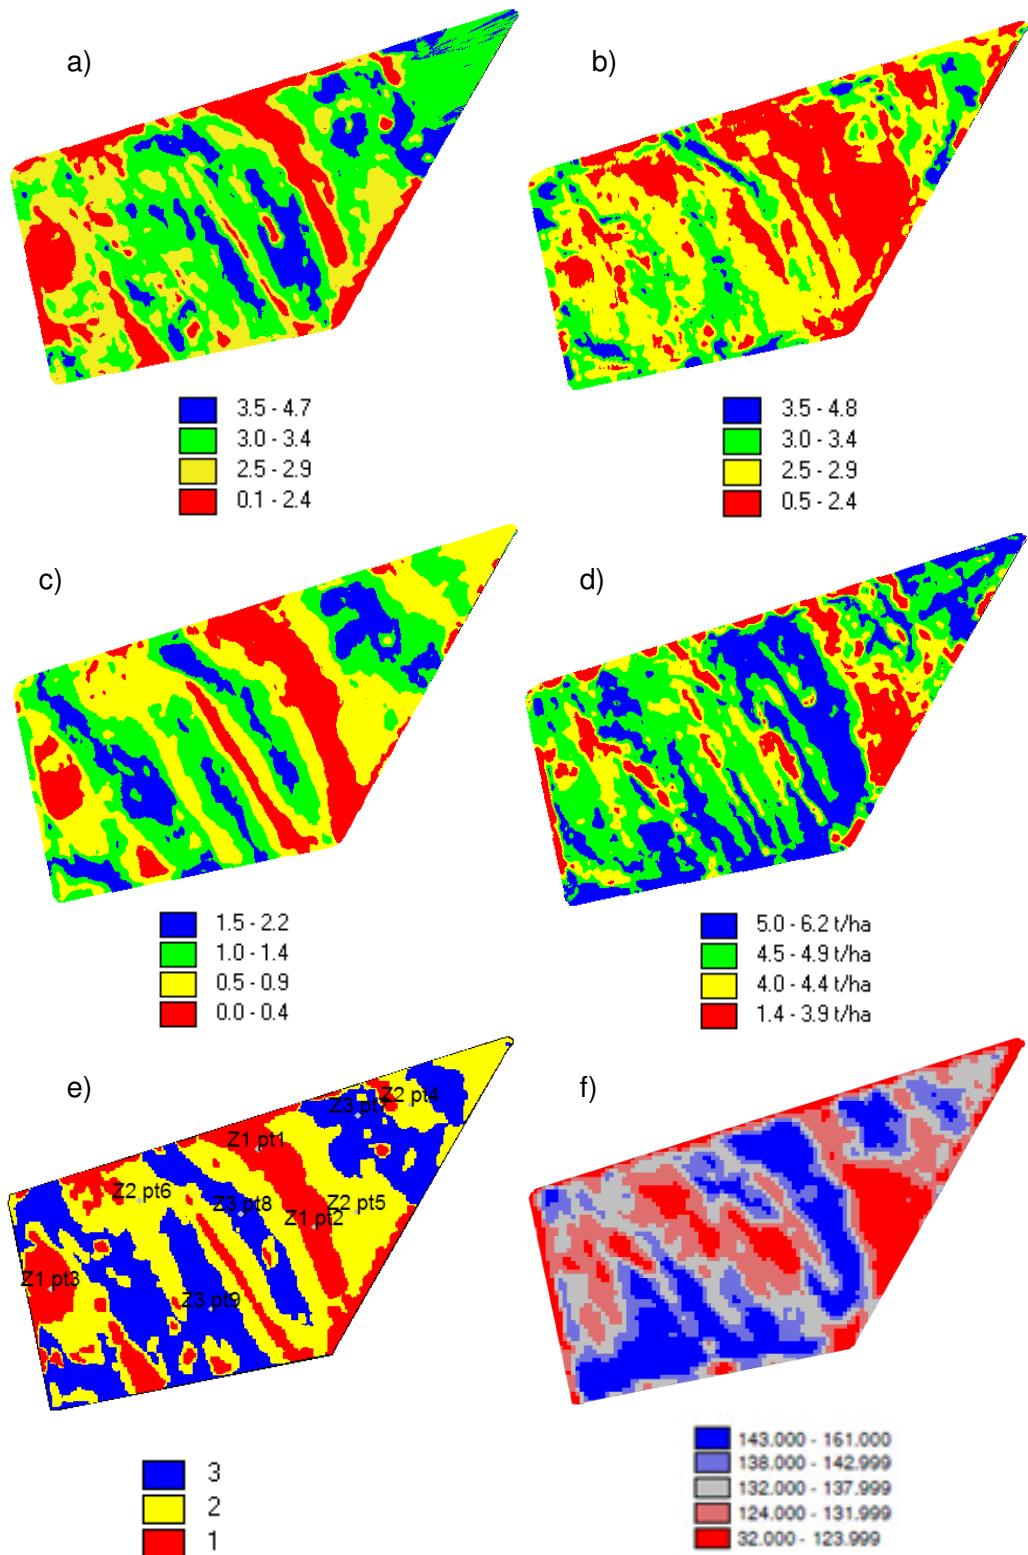 a)
b)
3.5 - 4.7
3.0 - 3.4
2.5 - 2.9
0.1 - 2.4
3.5 - 4.8
3.0 - 3.4
2.5 - 2.9
0.5 - 2.4
c)
d)
1.5 - 2.2
1.0 - 1.4
0.5 - 0.9
0.0 - 0.4
5.0 - 6.2 t/ha
4.5 - 4.9 t/ha
4.0 - 4.4 t/ha
1.4 - 3.9 t/ha
e)
f)
Z2 pt4
Z3 pt7
Z1 pt1
Z2 pt6
Z3 pt8
Z2 pt5
Z1 pt2
Z1 pt3
Z3 pt9
3
2
1
143.000 - 161.000
138.000 - 142.999
132.000 - 137.999
124.000 - 131.999
32.000 - 123.999